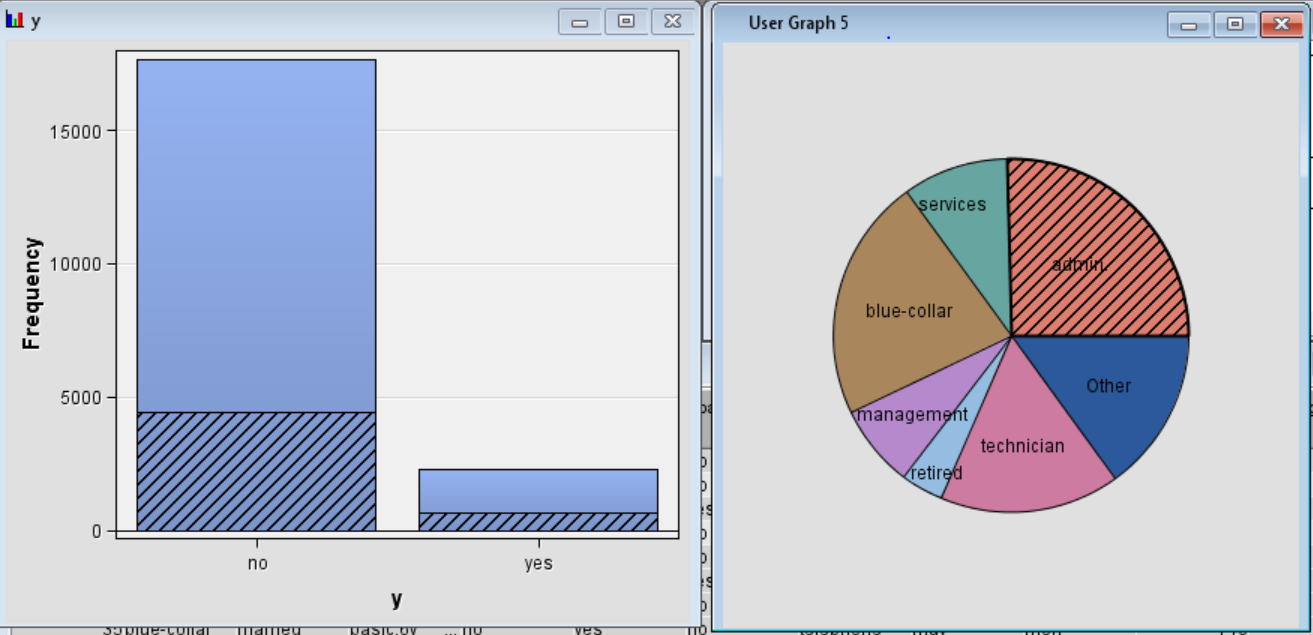 y
User Graph 5
15000
10000
5000
0
Frequency
no
yes
y
services
admin.
blue-collar
Other
management
technician
retired